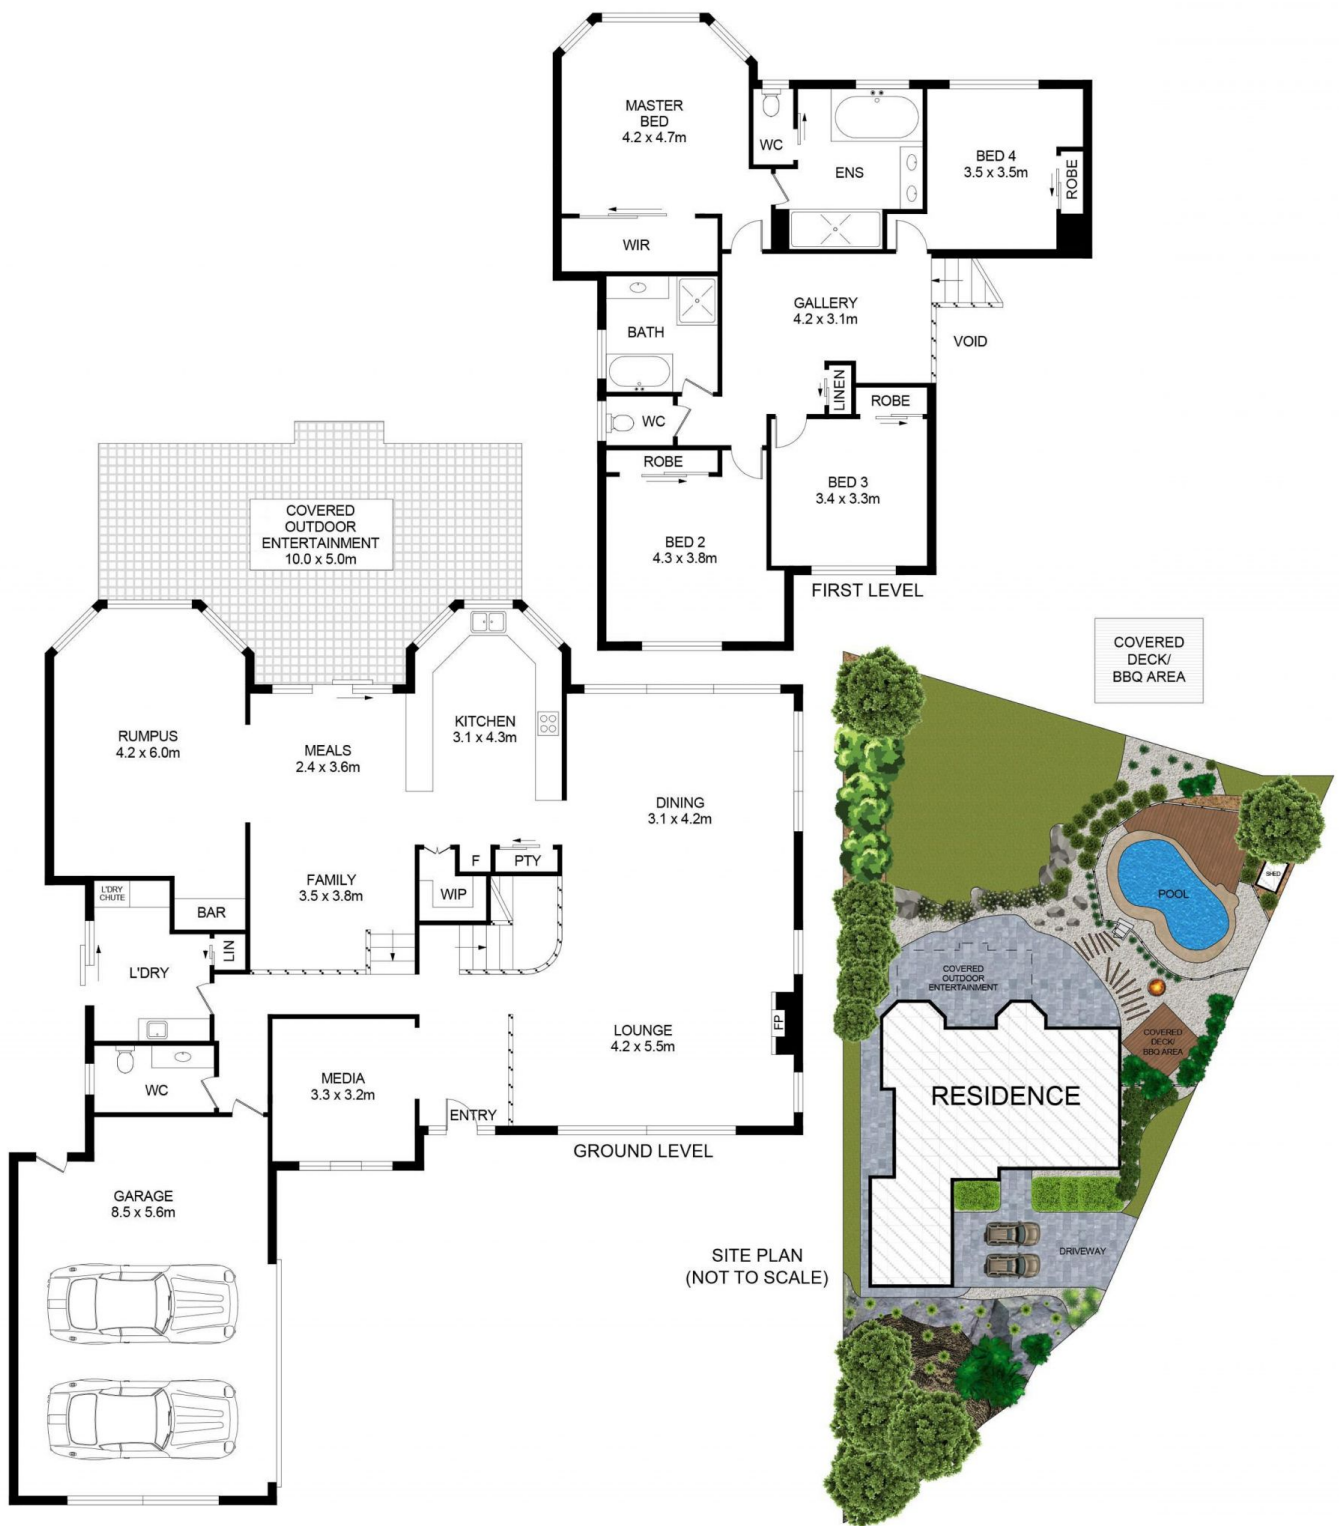 MASTER
BED
4.2 x 4.7m
WC
ENS
BED 4
3.5 x 3.5m
ROBE
WIR
GALLERY
4.2 x 3.1m
BATH
VOID
LINEN
ROBE
WC
ROBE
BED 3
3.4 x 3.3m
BED 2
4.3 x 3.8m
FIRST LEVEL
COVERED
OUTDOOR
ENTERTAINMENT
10.0 x 5.0m
RUMPUS
4.2 x 6.0m
MEALS
2.4 x 3.6m
KITCHEN
3.1 x 4.3m
DINING
3.1 x 4.2m
F
PTY
FAMILY
3.5 x 3.8m
WIP
L'DRY
CHUTE
BAR
LIN
L'DRY
LOUNGE
4.2 x 5.5m
FP
MEDIA
3.3 x 3.2m
WC
ENTRY
GROUND LEVEL
GARAGE
8.5 x 5.6m
COVERED
DECK/
BBQ AREA
POOL
SHED
COVERED
OUTDOOR
ENTERTAINMENT
COVERED
DECK/
BBQ AREA
RESIDENCE
DRIVEWAY
SITE PLAN
(NOT TO SCALE)